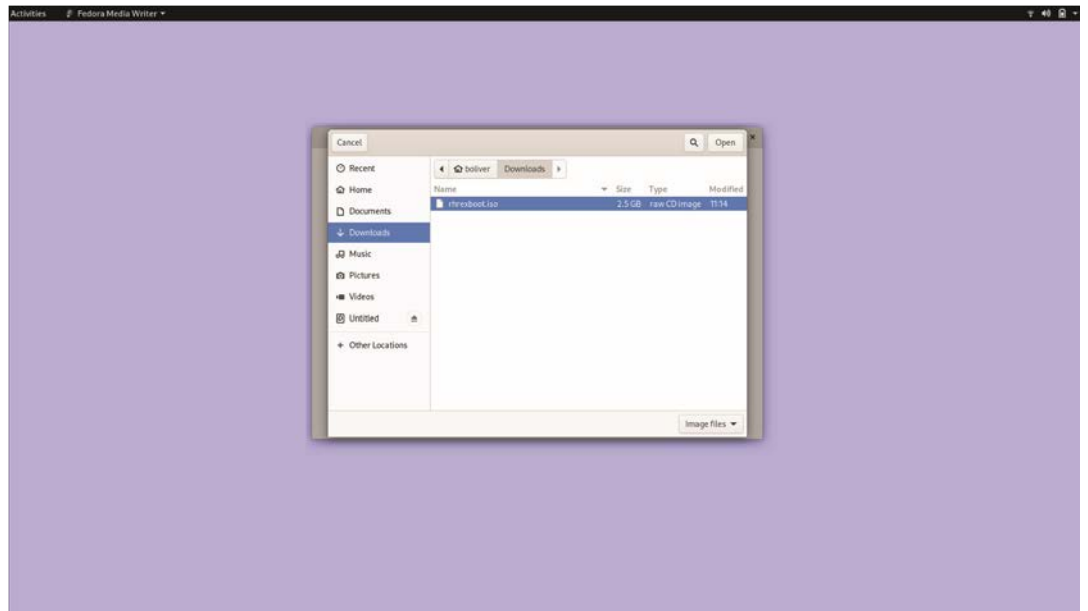 Activities Fedora Media Writer
Cancel Open
Recent
boliver Downloads
Home
Name Size Type Modified
rhrexboot.iso 2.5 GB raw CD image 11:14
Documents
Downloads
Music
Pictures
Videos
Untitled
+ Other Locations
Image files